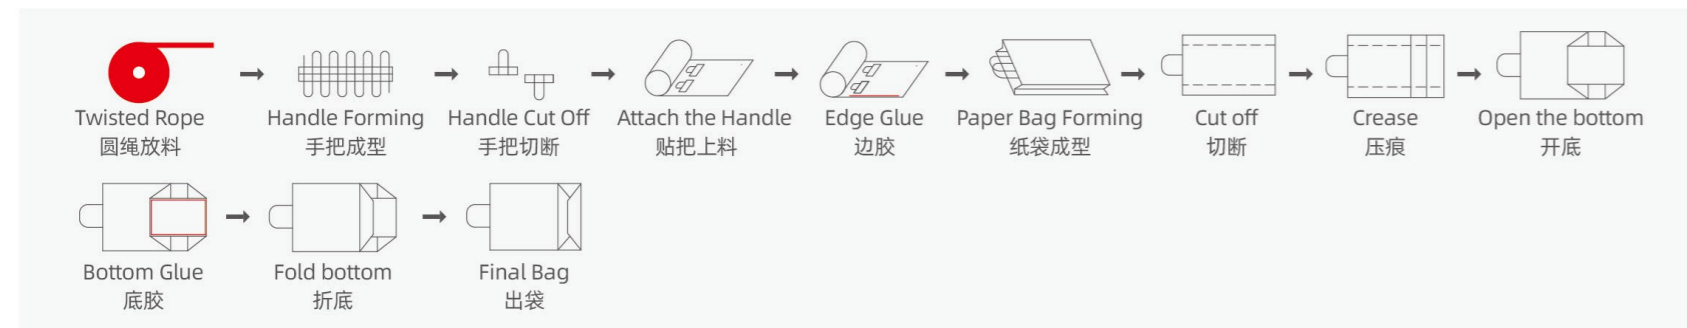 Twisted Rope
圆绳放料
Handle Forming
手把成型
Handle Cut Off
手把切断
Attach the Handle
贴把上料
Edge Glue
边胶
Paper Bag Forming
纸袋成型
Cut off
切断
Crease
压痕
Open the bottom
开底
Bottom Glue
底胶
Fold bottom
折底
Final Bag
出袋